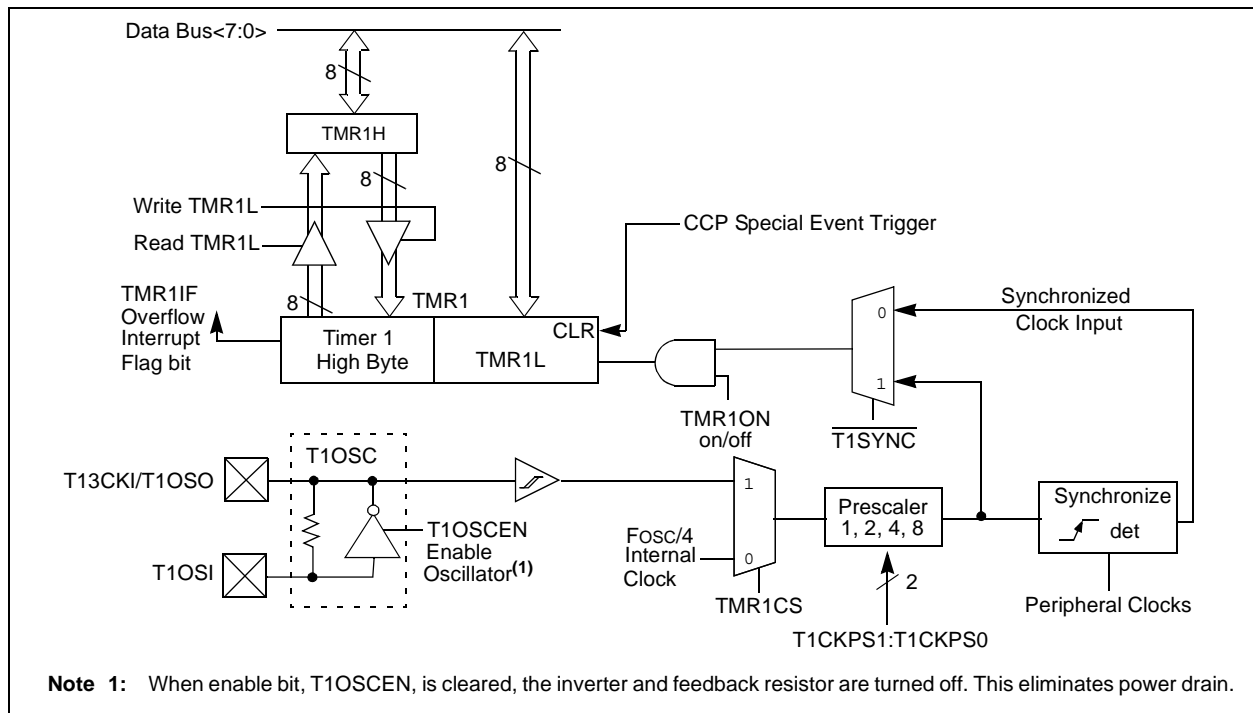 Data Bus<7:0>
8
TMR1H
8
8
Write TMR1L
CCP Special Event Trigger
Read TMR1L
8
TMR1
TMR1IF
Overflow
Interrupt
Flag bit
Timer 1
High Byte
CLR
TMR1L
0
Synchronized
Clock Input
1
TMR1ON
on/off
T1SYNC
T1OSC
T13CKI/T1OSO
T1OSCEN
Enable
Oscillator(1)
T1OSI
1
FOSC/4
Internal
Clock
0
TMR1CS
Prescaler
1, 2, 4, 8
2
T1CKPS1:T1CKPS0
Synchronize
det
Peripheral Clocks
Note 1: When enable bit, T1OSCEN, is cleared, the inverter and feedback resistor are turned off. This eliminates power drain.